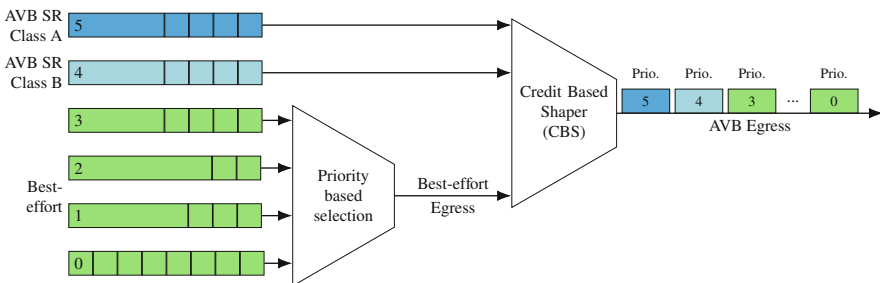 AVB SR
Class A
5
AVB SR
Class B
4
3
2
Best-
effort
1
0
Priority
based
selection
Best-effort
Egress
Credit Based
Shaper
(CBS)
Prio. Prio. Prio. Prio.
5 4 3 ... 0
AVB Egress